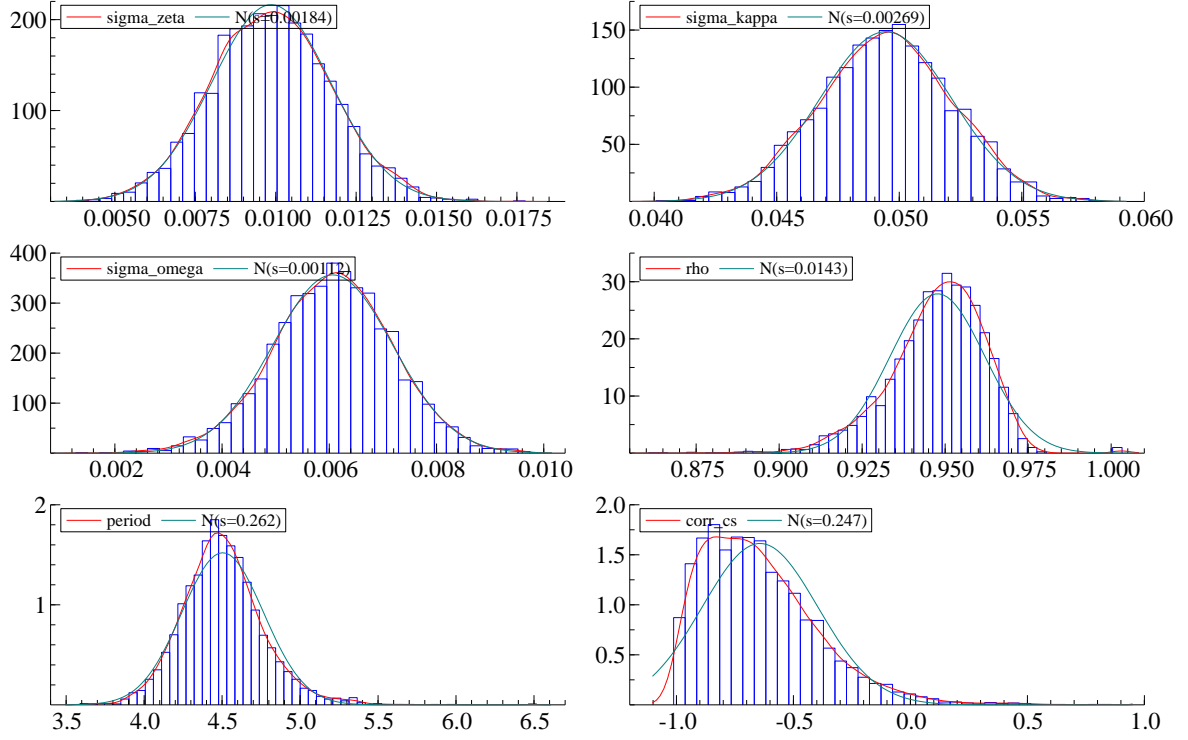 sigma_zeta N(s=0.00184)
200
100
0.0050 0.0075 0.0100 0.0125 0.0150 0.0175
sigma_kappa N(s=0.00269)
150
100
50
0.040 0.045 0.050 0.055 0.060
sigma_omega N(s=0.00112)
400
300
200
100
0.002 0.004 0.006 0.008 0.010
rho N(s=0.0143)
30
20
10
0.875 0.900 0.925 0.950 0.975 1.000
period N(s=0.262)
2
1
3.5 4.0 4.5 5.0 5.5 6.0 6.5
corr_cs N(s=0.247)
2.0
1.5
1.0
0.5
-1.0 -0.5 0.0 0.5 1.0